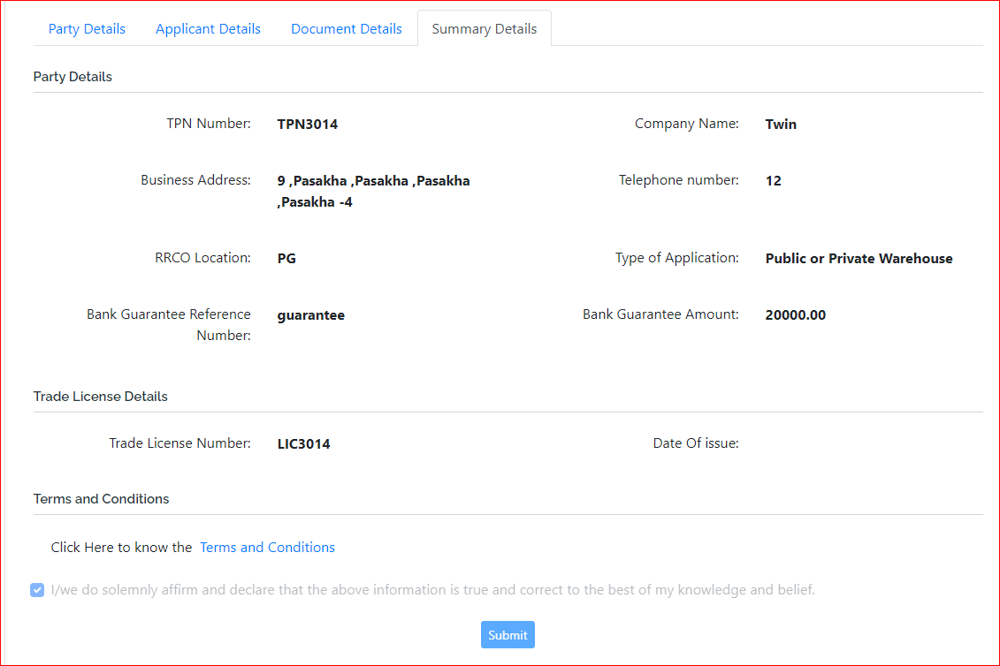 Party Details Applicant Details Document Details Summary Details
Party Details
TPN Number: TPN3014 Company Name: Twin
Business Address: 9 ,Pasakha ,Pasakha ,Pasakha Telephone number: 12
,Pasakha -4
RRCO Location: PG Type of Application: Public or Private Warehouse
Bank Guarantee Reference guarantee Bank Guarantee Amount: 20000.00
Number:
Trade License Details
Trade License Number: LIC3014 Date Of issue:
Terms and Conditions
Click Here to know the Terms and Conditions
I/we do solemnly affirm and declare that the above information is true and correct to the best of my knowledge and belief.
Submit